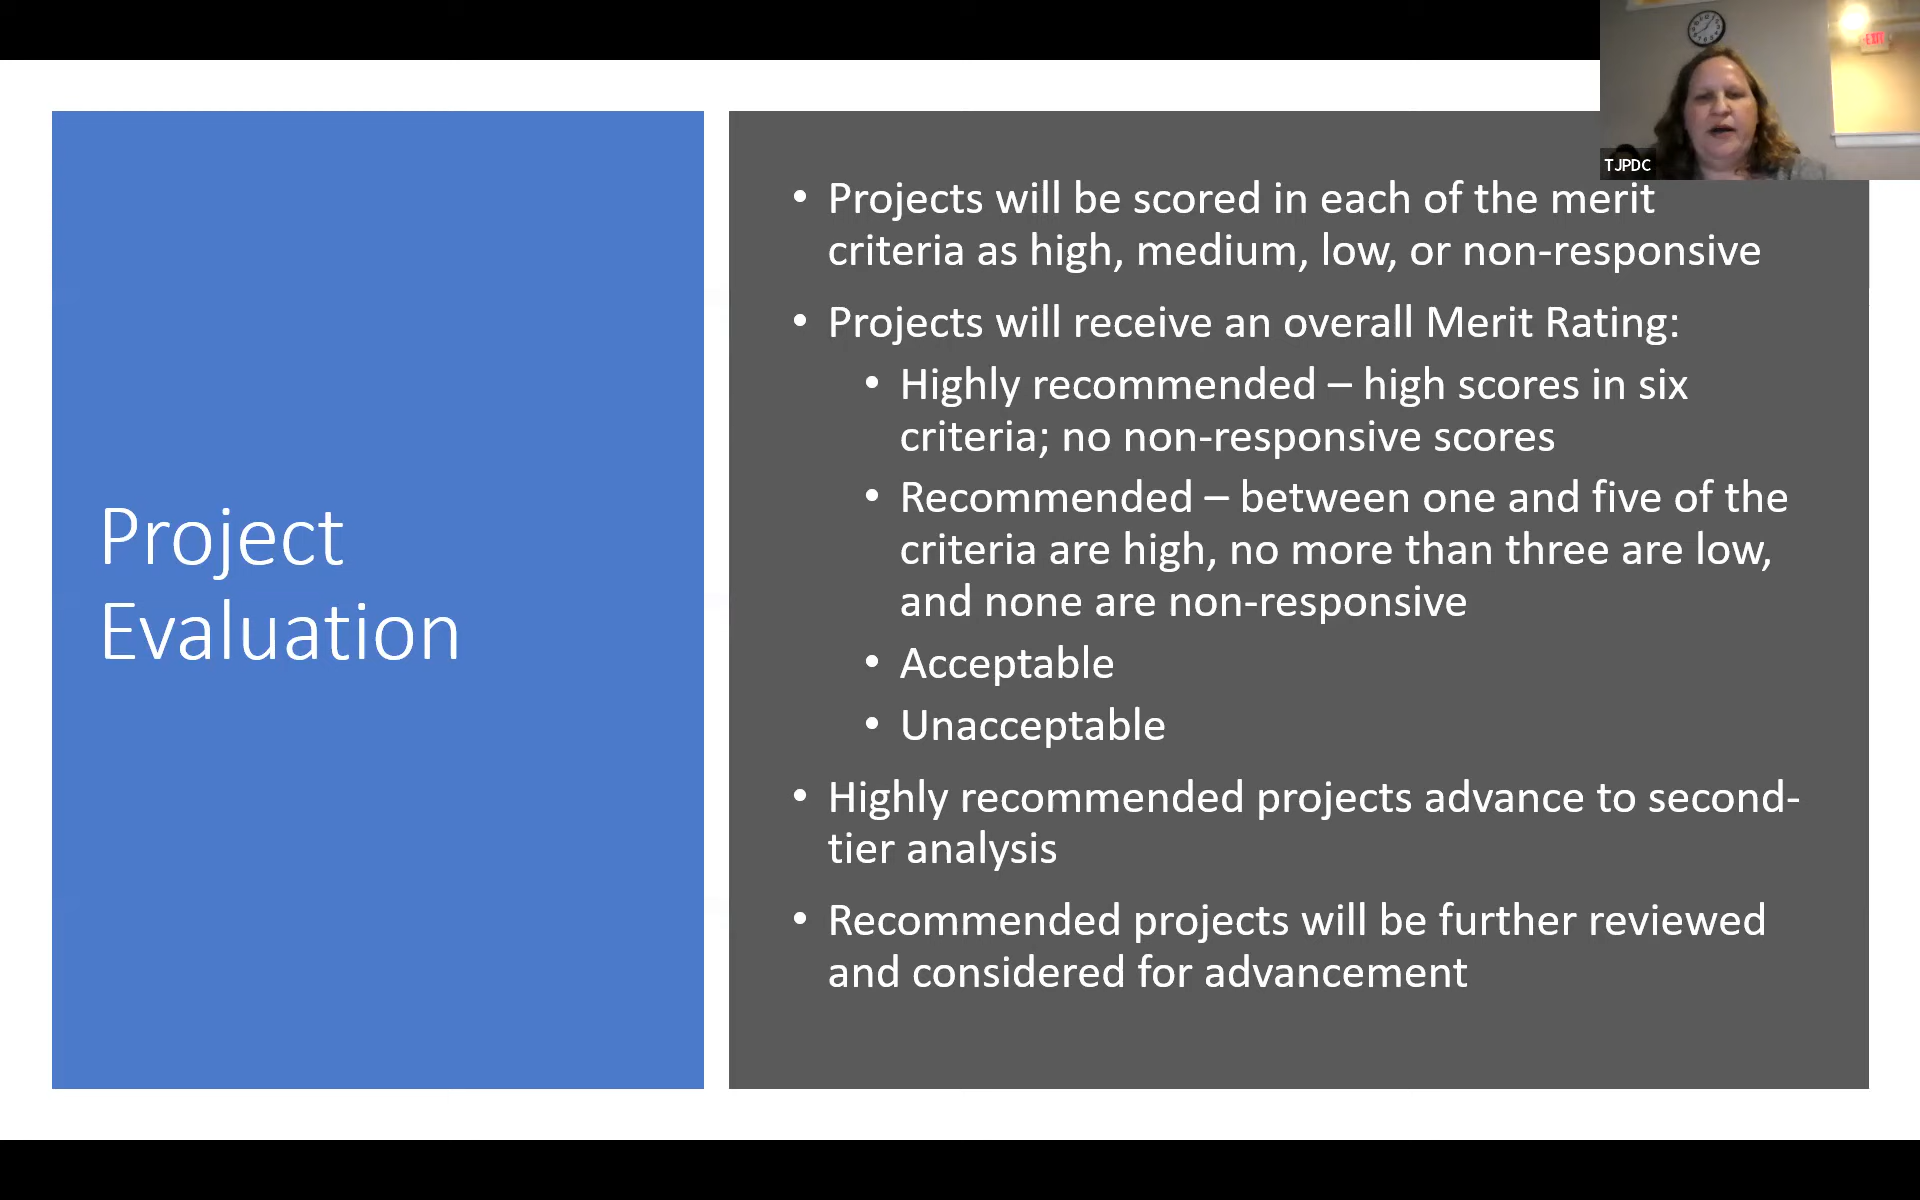 EXIT
TJPDC
Project
Evaluation
• Projects will be scored in each of the merit
criteria as high, medium, low, or non-responsive
• Projects will receive an overall Merit Rating:
• Highly recommended – high scores in six
criteria; no non-responsive scores
• Recommended – between one and five of the
criteria are high, no more than three are low,
and none are non-responsive
• Acceptable
• Unacceptable
• Highly recommended projects advance to second-
tier analysis
• Recommended projects will be further reviewed
and considered for advancement